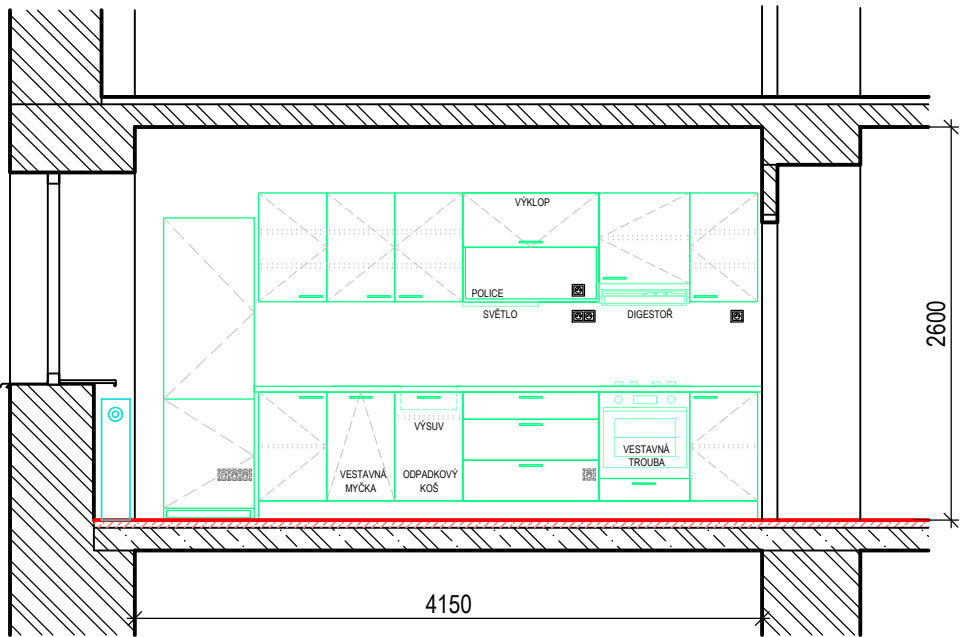 VÝKLOP
POLICE
SVĚTLO
DIGESTOŘ
2600
VÝSUV
VESTAVNÁ
MYČKA
ODPADKOVÝ
KOŠ
VESTAVNÁ
TROUBA
4150